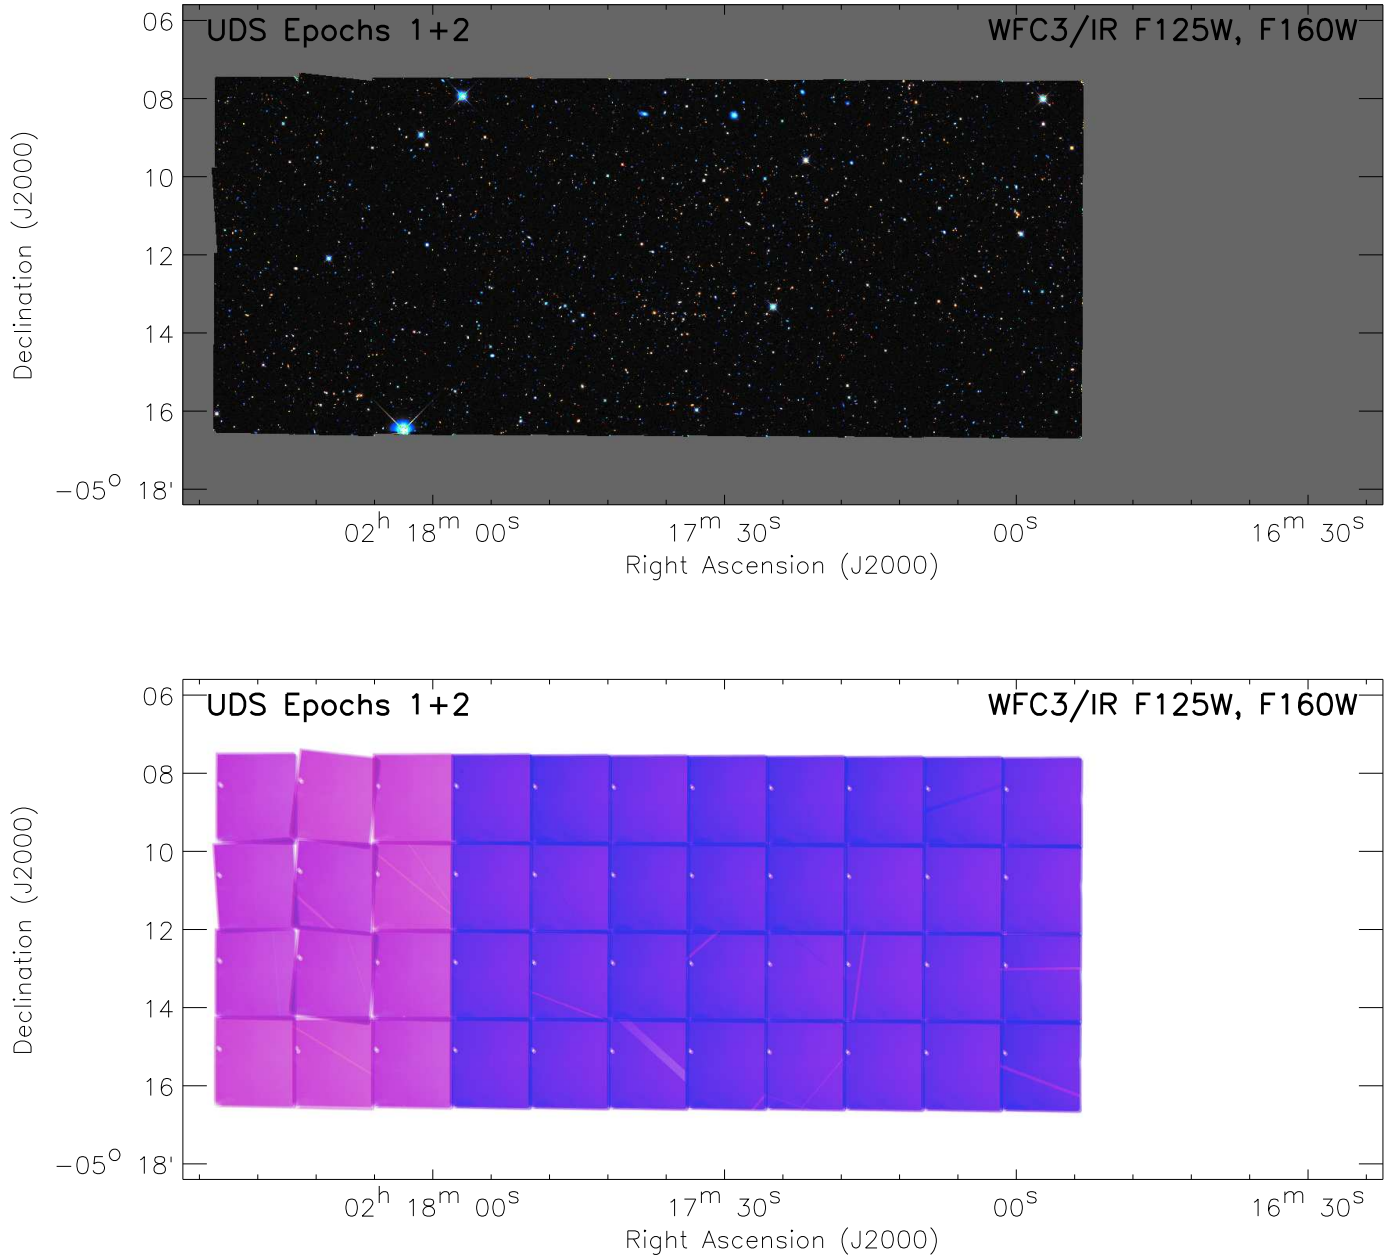 UDS Epochs 1+2 WFC3/IR F125W, F160W
06
08
10
12
14
16
-05° 18'
Declination (J2000)
02h 18m 00s 17m 30s 00s 16m 30s
Right Ascension (J2000)
UDS Epochs 1+2 WFC3/IR F125W, F160W
06
08
10
12
14
16
-05° 18'
Declination (J2000)
02h 18m 00s 17m 30s 00s 16m 30s
Right Ascension (J2000)